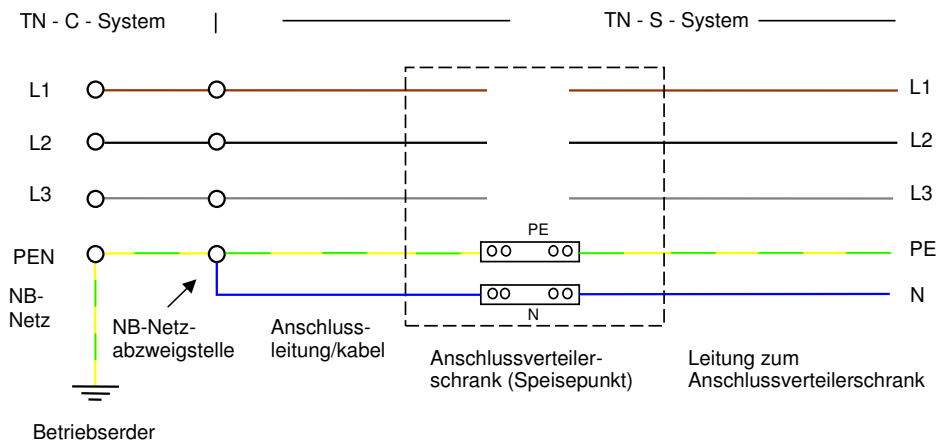 TN - C - System | TN - S - System
L1 L1
L2 L2
L3 L3
PE
PEN PE
NB-
Netz
N
N
NB-Netz-
abzweigstelle
Anschluss-
leitung/kabel
Anschlussverteiler-
schrank (Speisepunkt)
Leitung zum
Anschlussverteilerschrank
Betriebserder